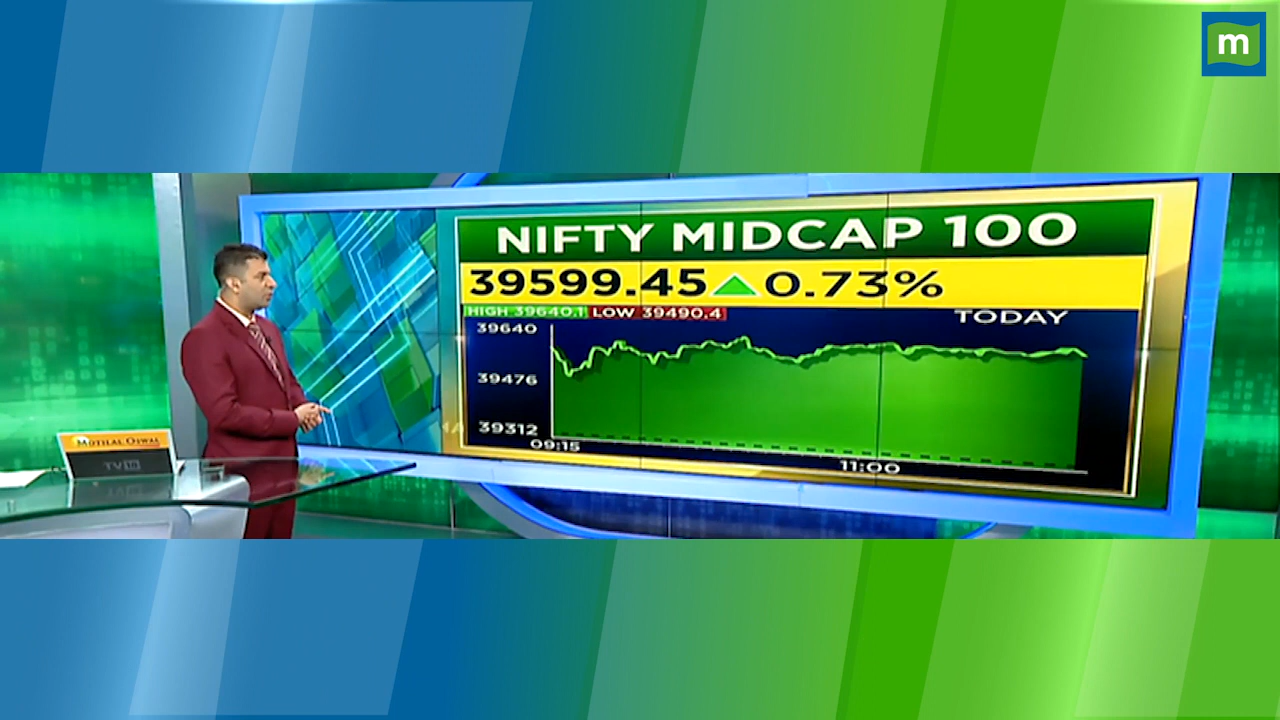 m
NIFTY MIDCAP 100
39599.45 0.73%
HIGH 39640.1 LOW 39490.4
TODAY
39640
39476
39312
09:15
11:00
MOTILAL OSWAL
TV18